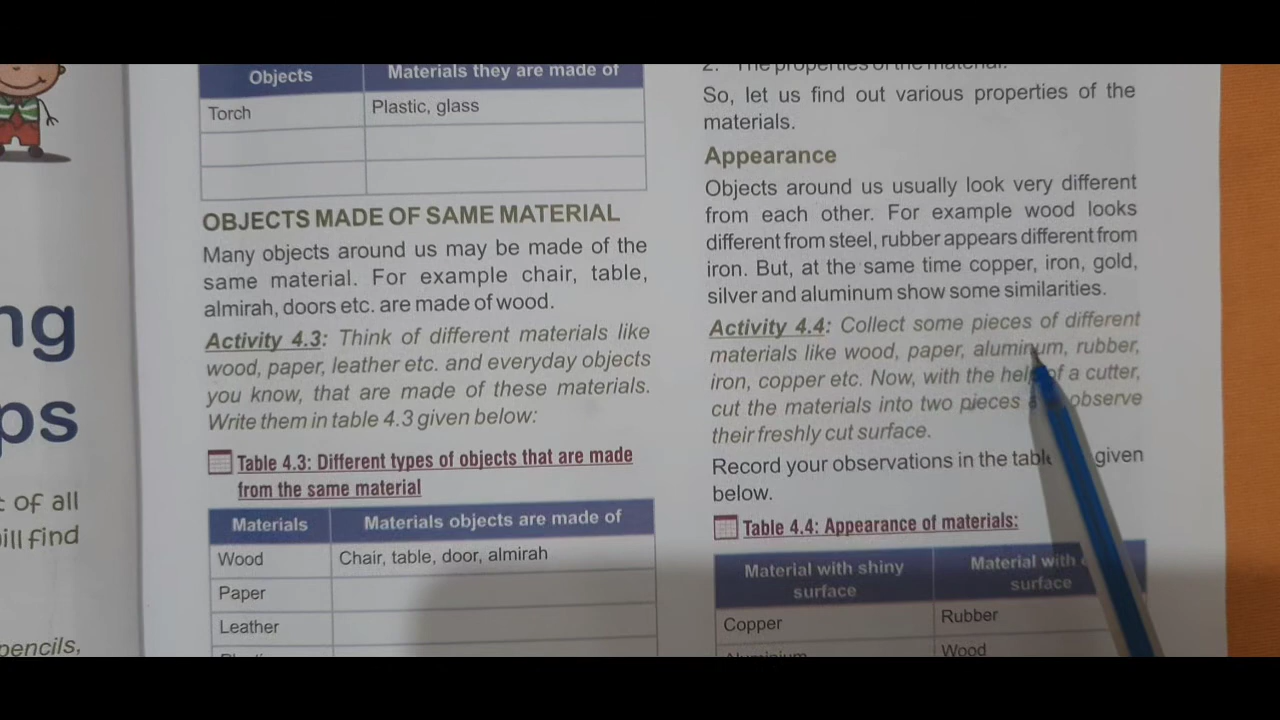 ng
ps
t of all
ill find
pencils,
Objects
Materials they are made of
Torch
Plastic, glass
OBJECTS MADE OF SAME MATERIAL
Many objects around us may be made of the
same material. For example chair, table,
almirah, doors etc. are made of wood.
Activity 4.3: Think of different materials like
wood, paper, leather etc. and everyday objects
you know, that are made of these materials.
Write them in table 4.3 given below:
Table 4.3: Different types of objects that are made
from the same material
Materials
Materials objects are made of
Wood
Chair, table, door, almirah
Paper
Leather
2. The properties of the material.
So, let us find out various properties of the
materials.
Appearance
Objects around us usually look very different
from each other. For example wood looks
different from steel, rubber appears different from
iron. But, at the same time copper, iron, gold,
silver and aluminum show some similarities.
Activity 4.4: Collect some pieces of different
materials like wood, paper, aluminum, rubber,
iron, copper etc. Now, with the help of a cutter,
cut the materials into two pieces observe
their freshly cut surface.
Record your observations in the table given
below.
Table 4.4: Appearance of materials:
Material with shiny
surface
Material with
surface
Copper
Rubber
Aluminium
Wood